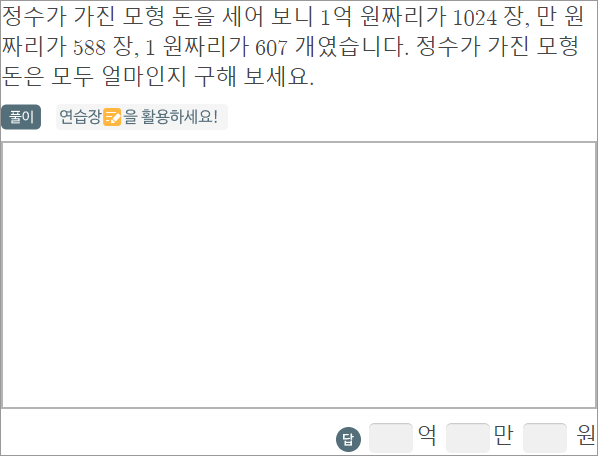 정수가 가진 모형 돈을 세어 보니 1억 원짜리가 1024 장, 만 원
짜리가 588 장, 1 원짜리가 607 개였습니다. 정수가 가진 모형
돈은 모두 얼마인지 구해 보세요.
풀이 연습장 을 활용하세요!
답 억 만 원